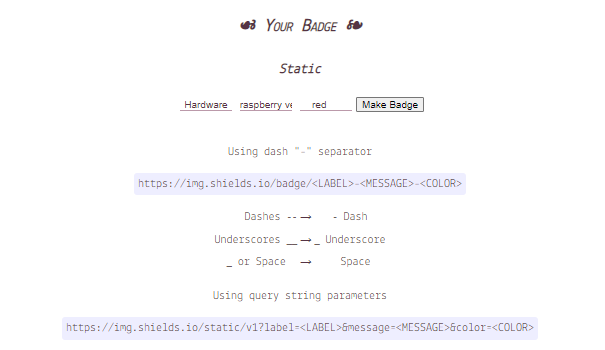 Your Badge
Static
Hardware raspberry ve red Make Badge
Using dash "-" separator
https://img.shields.io/badge/<LABEL>-<MESSAGE>-<COLOR>
Dashes -- → - Dash
Underscores __ → _ Underscore
_ or Space → Space
Using query string parameters
https://img.shields.io/static/v1?label=<LABEL>&message=<MESSAGE>&color=<COLOR>